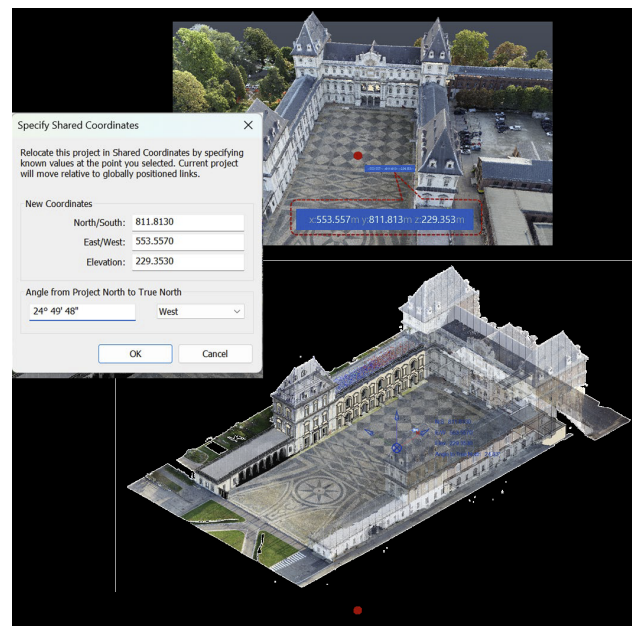 Specify Shared Coordinates
Relocate this project in Shared Coordinates by specifying
known values at the point you selected. Current project
will move relative to globally positioned links.
New Coordinates
North/South: 811.8130
East/West: 553.5570
Elevation: 229.3530
Angle from Project North to True North
24° 49' 48" West
OK Cancel
x:553.557m y:811.813m z:229.353m